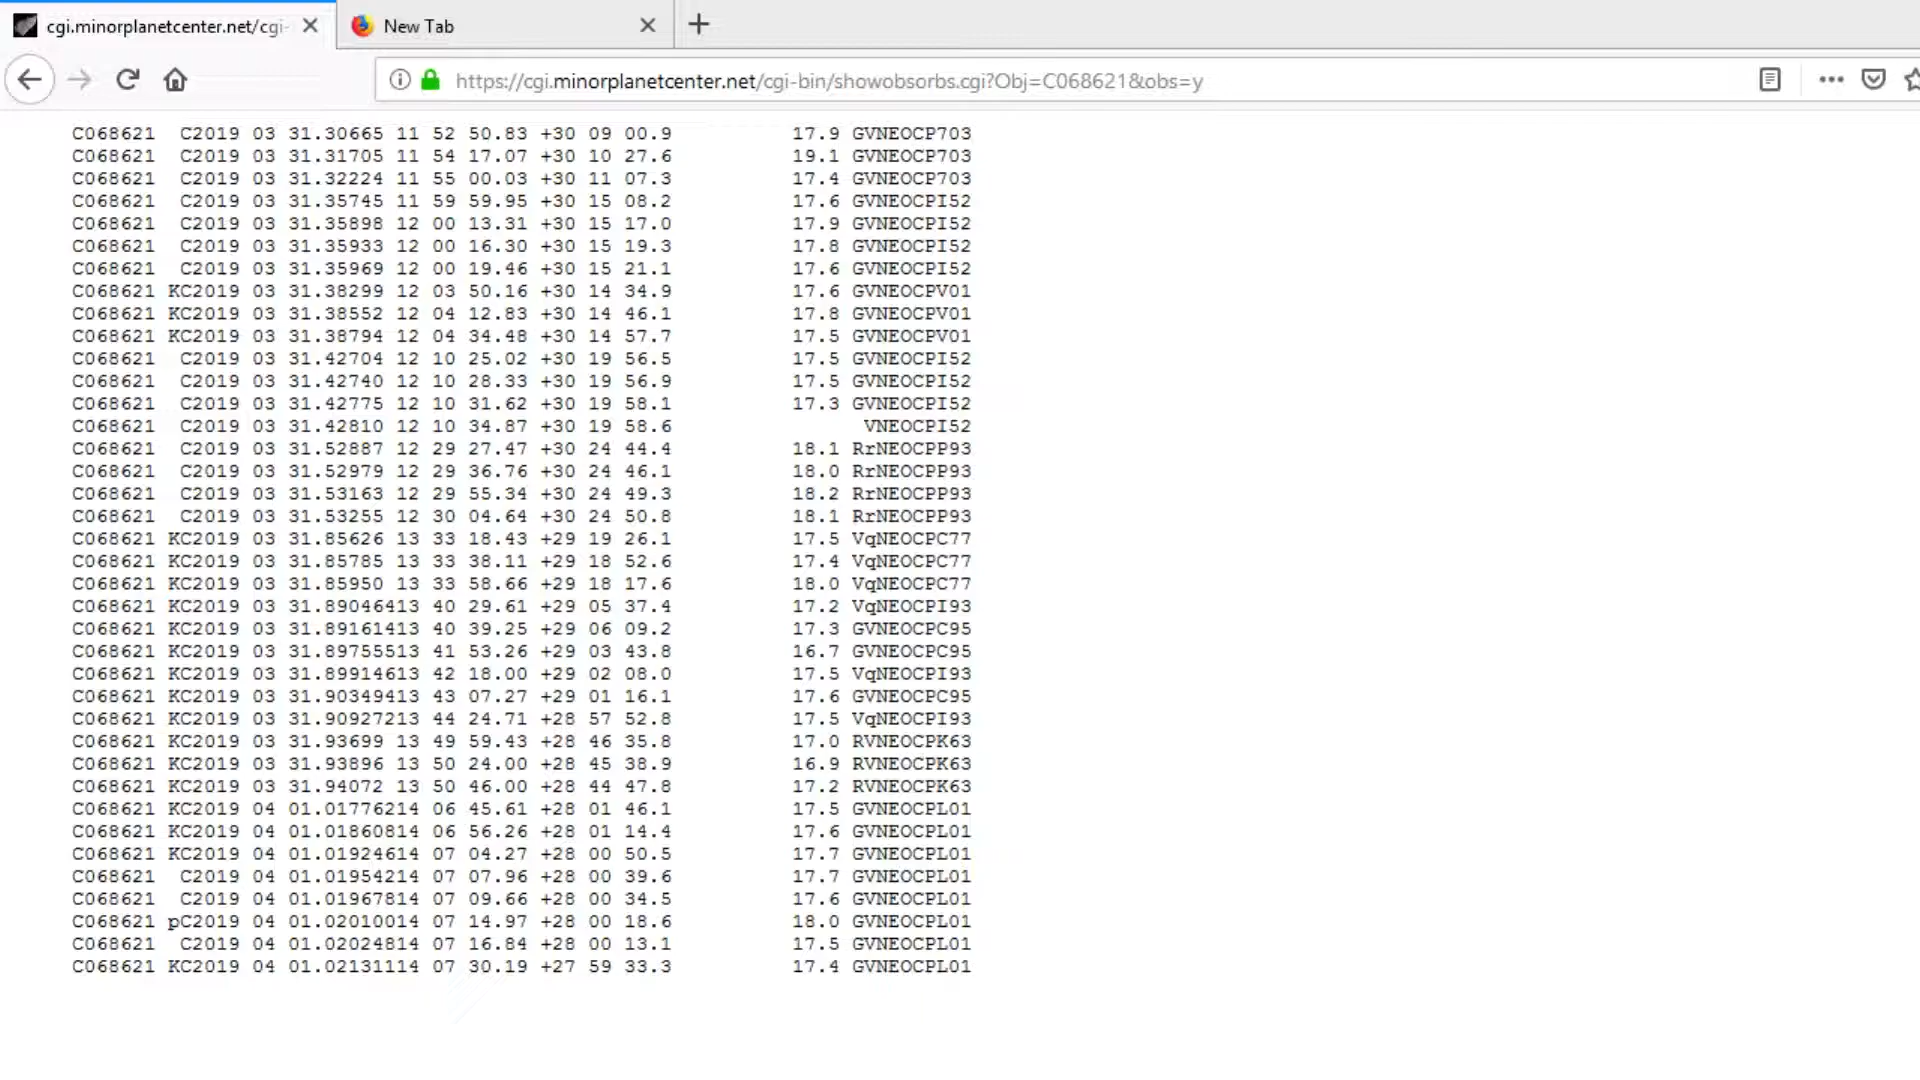 cgi.minorplanetcenter.net/cgi-
New Tab
https://cgi.minorplanetcenter.net/cgi-bin/showobsorbs.cgi?Obj=C068621&obs=y
C068621  C2019 03 31.30665 11 52 50.83 +30 09 00.9          17.9 GVNEOCP703
C068621  C2019 03 31.31705 11 54 17.07 +30 10 27.6          19.1 GVNEOCP703
C068621  C2019 03 31.32224 11 55 00.03 +30 11 07.3          17.4 GVNEOCP703
C068621  C2019 03 31.35745 11 59 59.95 +30 15 08.2          17.6 GVNEOCPI52
C068621  C2019 03 31.35898 12 00 13.31 +30 15 17.0          17.9 GVNEOCPI52
C068621  C2019 03 31.35933 12 00 16.30 +30 15 19.3          17.8 GVNEOCPI52
C068621  C2019 03 31.35969 12 00 19.46 +30 15 21.1          17.6 GVNEOCPI52
C068621 KC2019 03 31.38299 12 03 50.16 +30 14 34.9          17.6 GVNEOCPV01
C068621 KC2019 03 31.38552 12 04 12.83 +30 14 46.1          17.8 GVNEOCPV01
C068621 KC2019 03 31.38794 12 04 34.48 +30 14 57.7          17.5 GVNEOCPV01
C068621  C2019 03 31.42704 12 10 25.02 +30 19 56.5          17.5 GVNEOCPI52
C068621  C2019 03 31.42740 12 10 28.33 +30 19 56.9          17.5 GVNEOCPI52
C068621  C2019 03 31.42775 12 10 31.62 +30 19 58.1          17.3 GVNEOCPI52
C068621  C2019 03 31.42810 12 10 34.87 +30 19 58.6                VNEOCPI52
C068621  C2019 03 31.52887 12 29 27.47 +30 24 44.4          18.1 RrNEOCPP93
C068621  C2019 03 31.52979 12 29 36.76 +30 24 46.1          18.0 RrNEOCPP93
C068621  C2019 03 31.53163 12 29 55.34 +30 24 49.3          18.2 RrNEOCPP93
C068621  C2019 03 31.53255 12 30 04.64 +30 24 50.8          18.1 RrNEOCPP93
C068621 KC2019 03 31.85626 13 33 18.43 +29 19 26.1          17.5 VqNEOCPC77
C068621 KC2019 03 31.85785 13 33 38.11 +29 18 52.6          17.4 VqNEOCPC77
C068621 KC2019 03 31.85950 13 33 58.66 +29 18 17.6          18.0 VqNEOCPC77
C068621 KC2019 03 31.89046413 40 29.61 +29 05 37.4          17.2 VqNEOCPI93
C068621 KC2019 03 31.89161413 40 39.25 +29 06 09.2          17.3 GVNEOCPC95
C068621 KC2019 03 31.89755513 41 53.26 +29 03 43.8          16.7 GVNEOCPC95
C068621 KC2019 03 31.89914613 42 18.00 +29 02 08.0          17.5 VqNEOCPI93
C068621 KC2019 03 31.90349413 43 07.27 +29 01 16.1          17.6 GVNEOCPC95
C068621 KC2019 03 31.90927213 44 24.71 +28 57 52.8          17.5 VqNEOCPI93
C068621 KC2019 03 31.93699 13 49 59.43 +28 46 35.8          17.0 RVNEOCPK63
C068621 KC2019 03 31.93896 13 50 24.00 +28 45 38.9          16.9 RVNEOCPK63
C068621 KC2019 03 31.94072 13 50 46.00 +28 44 47.8          17.2 RVNEOCPK63
C068621 KC2019 04 01.01776214 06 45.61 +28 01 46.1          17.5 GVNEOCPL01
C068621 KC2019 04 01.01860814 06 56.26 +28 01 14.4          17.6 GVNEOCPL01
C068621 KC2019 04 01.01924614 07 04.27 +28 00 50.5          17.7 GVNEOCPL01
C068621  C2019 04 01.01954214 07 07.96 +28 00 39.6          17.7 GVNEOCPL01
C068621  C2019 04 01.01967814 07 09.66 +28 00 34.5          17.6 GVNEOCPL01
C068621 pC2019 04 01.02010014 07 14.97 +28 00 18.6          18.0 GVNEOCPL01
C068621  C2019 04 01.02024814 07 16.84 +28 00 13.1          17.5 GVNEOCPL01
C068621 KC2019 04 01.02131114 07 30.19 +27 59 33.3          17.4 GVNEOCPL01